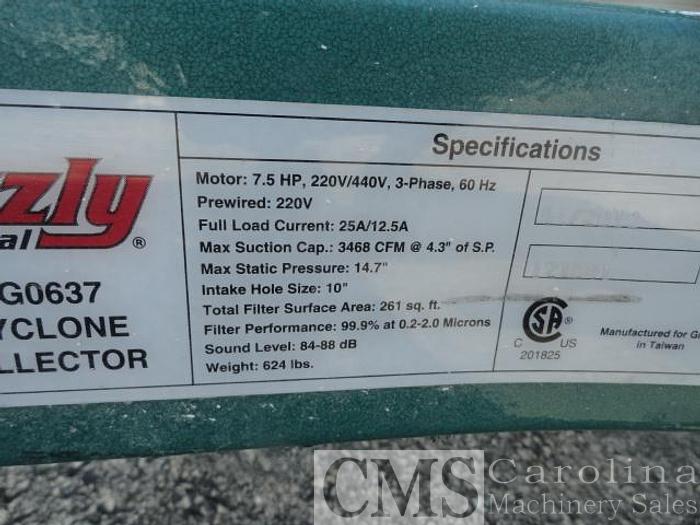 zzly
al ®
G0637
YCLONE
LLECTOR
Specifications
Motor: 7.5 HP, 220V/440V, 3-Phase, 60 Hz
Prewired: 220V
Full Load Current: 25A/12.5A
Max Suction Cap.: 3468 CFM @ 4.3" of S.P.
Max Static Pressure: 14.7"
Intake Hole Size: 10"
Total Filter Surface Area: 261 sq. ft.
Filter Performance: 99.9% at 0.2-2.0 Microns
Sound Level: 84-88 dB
Weight: 624 lbs.
CSA ®
C US
201825
Manufactured for G
in Taiwan
CMS Carolina
Machinery Sales